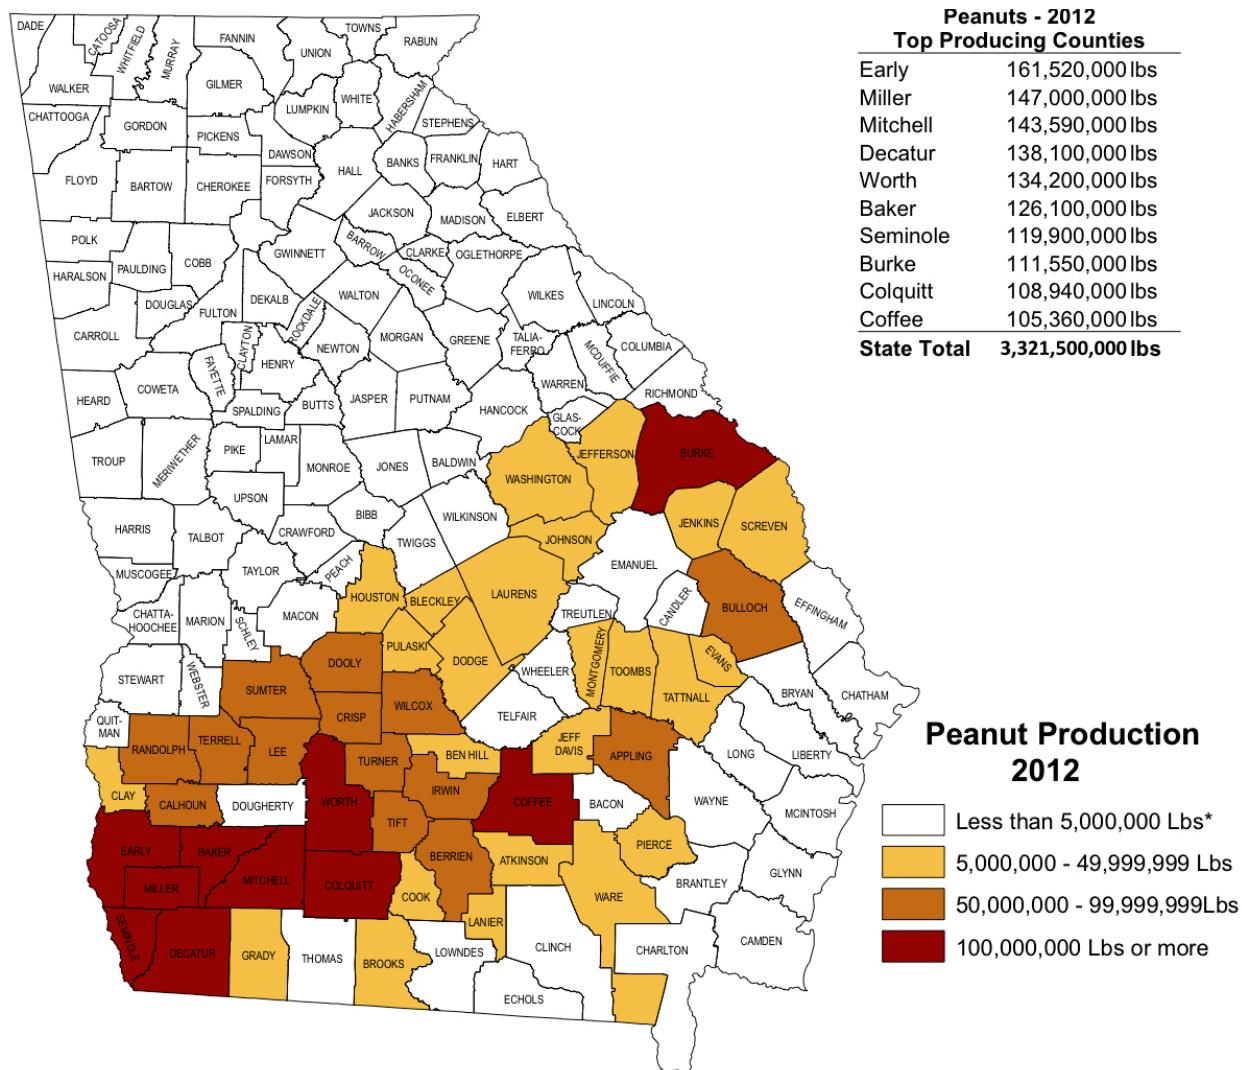 Peanuts - 2012
Top Producing Counties
Early 161,520,000 lbs
Miller 147,000,000 lbs
Mitchell 143,590,000 lbs
Decatur 138,100,000 lbs
Worth 134,200,000 lbs
Baker 126,100,000 lbs
Seminole 119,900,000 lbs
Burke 111,550,000 lbs
Colquitt 108,940,000 lbs
Coffee 105,360,000 lbs
State Total 3,321,500,000 lbs
DADE
CATOOSA
WHITFIELD
MURRAY
FANNIN
UNION
TOWNS
RABUN
WALKER
GILMER
LUMPKIN
WHITE
HABERSHAM
STEPHENS
CHATTOOGA
GORDON
PICKENS
DAWSON
HALL
BANKS
FRANKLIN
HART
FLOYD
BARTOW
CHEROKEE
FORSYTH
JACKSON
MADISON
ELBERT
POLK
PAULDING
COBB
GWINNETT
BARROW
CLARKE
OCONEE
OGLETHORPE
HARALSON
DOUGLAS
FULTON
DEKALB
ROCKDALE
WALTON
MORGAN
GREENE
WILKES
LINCOLN
CARROLL
CLAYTON
HENRY
NEWTON
TALIA-
FERRO
MCDUFFIE
COLUMBIA
HEARD
COWETA
FAYETTE
SPALDING
BUTTS
JASPER
PUTNAM
HANCOCK
WARREN
GLAS-
COCK
RICHMOND
TROUP
MERIWETHER
PIKE
LAMAR
MONROE
JONES
BALDWIN
WASHINGTON
JEFFERSON
BURKE
UPSON
HARRIS
TALBOT
CRAWFORD
BIBB
TWIGGS
WILKINSON
JOHNSON
JENKINS
SCREVEN
MUSCOGEE
TAYLOR
PEACH
HOUSTON
BLECKLEY
LAURENS
EMANUEL
CANDLER
BULLOCH
EFFINGHAM
CHATTA-
HOOCHEE
MARION
SCHLEY
MACON
PULASKI
DODGE
TREUTLEN
WHEELER
MONTGOMERY
TOOMBS
EVANS
TATTNALL
BRYAN
CHATHAM
STEWART
WEBSTER
SUMTER
DOOLY
CRISP
WILCOX
TELFAIR
JEFF
DAVIS
APPLING
LONG
LIBERTY
QUIT-
MAN
RANDOLPH
TERRELL
LEE
TURNER
BEN HILL
IRWIN
COFFEE
BACON
WAYNE
MCINTOSH
CLAY
CALHOUN
DOUGHERTY
WORTH
TIFT
BERRIEN
ATKINSON
PIERCE
EARLY
BAKER
MILLER
MITCHELL
COLQUITT
COOK
LANIER
WARE
BRANTLEY
GLYNN
SEMINOLE
DECATUR
GRADY
THOMAS
BROOKS
LOWNDES
CLINCH
ECHOLS
CHARLTON
CAMDEN
Peanut Production
2012
Less than 5,000,000 Lbs*
5,000,000 - 49,999,999 Lbs
50,000,000 - 99,999,999Lbs
100,000,000 Lbs or more